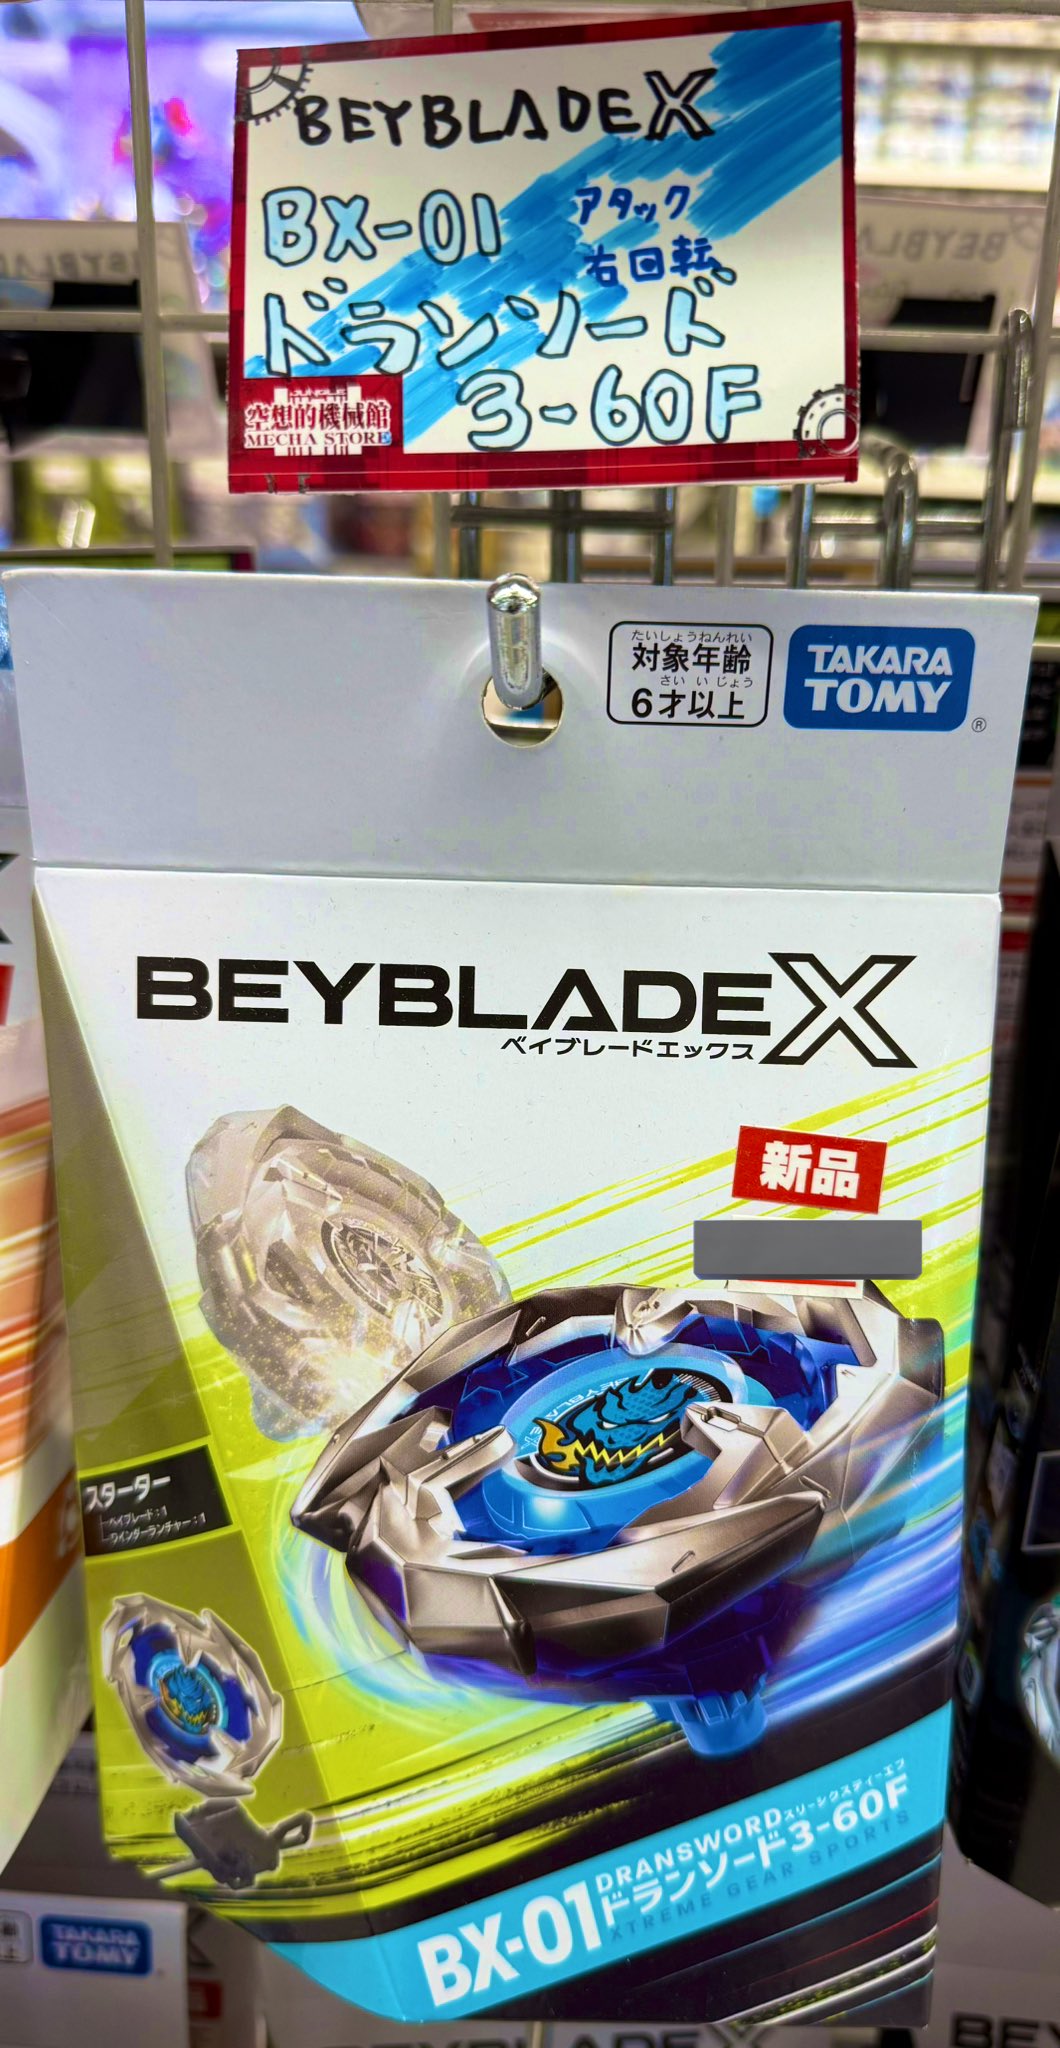 BEYBLADE X
BX-01
アタック
右回転
ドランソード
3-60F
空想的機械館
MECHA STORE
たいしょうねんれい
対象年齢
さい いじょう
6才以上
TAKARA
TOMY
®
BEYBLADE X
ベイブレードエックス
新品
スターター
ベイブレード:1
ワインダーランチャー:1
DRANSWORD スリーシクスティーエフ
BX-01 ドランソード3-60F
XTREME GEAR SPORTS
TAKARA
TOMY
BEYBLADE X